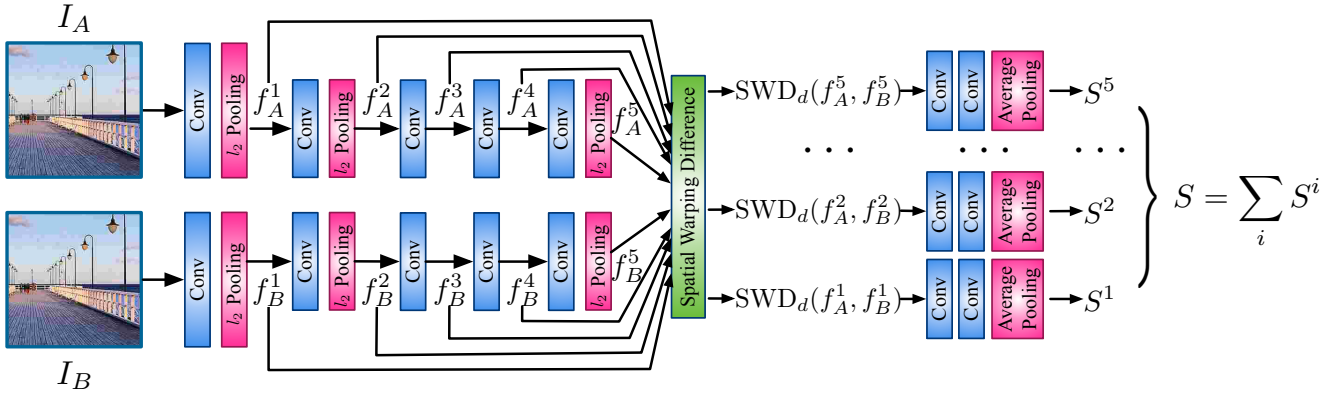 I_A
Conv
l_2 Pooling
f_A^1
Conv
l_2 Pooling
f_A^2
Conv
f_A^3
Conv
f_A^4
Conv
l_2 Pooling
f_A^5
I_B
Conv
l_2 Pooling
f_B^1
Conv
l_2 Pooling
f_B^2
Conv
f_B^3
Conv
f_B^4
Conv
l_2 Pooling
f_B^5
Spatial Warping Difference
SWD_d(f_A^5, f_B^5)
Conv
Conv
Average
Pooling
S^5
· · ·
· · ·
· · ·
SWD_d(f_A^2, f_B^2)
Conv
Conv
Average
Pooling
S^2
SWD_d(f_A^1, f_B^1)
Conv
Conv
Average
Pooling
S^1
S = ∑_i S^i